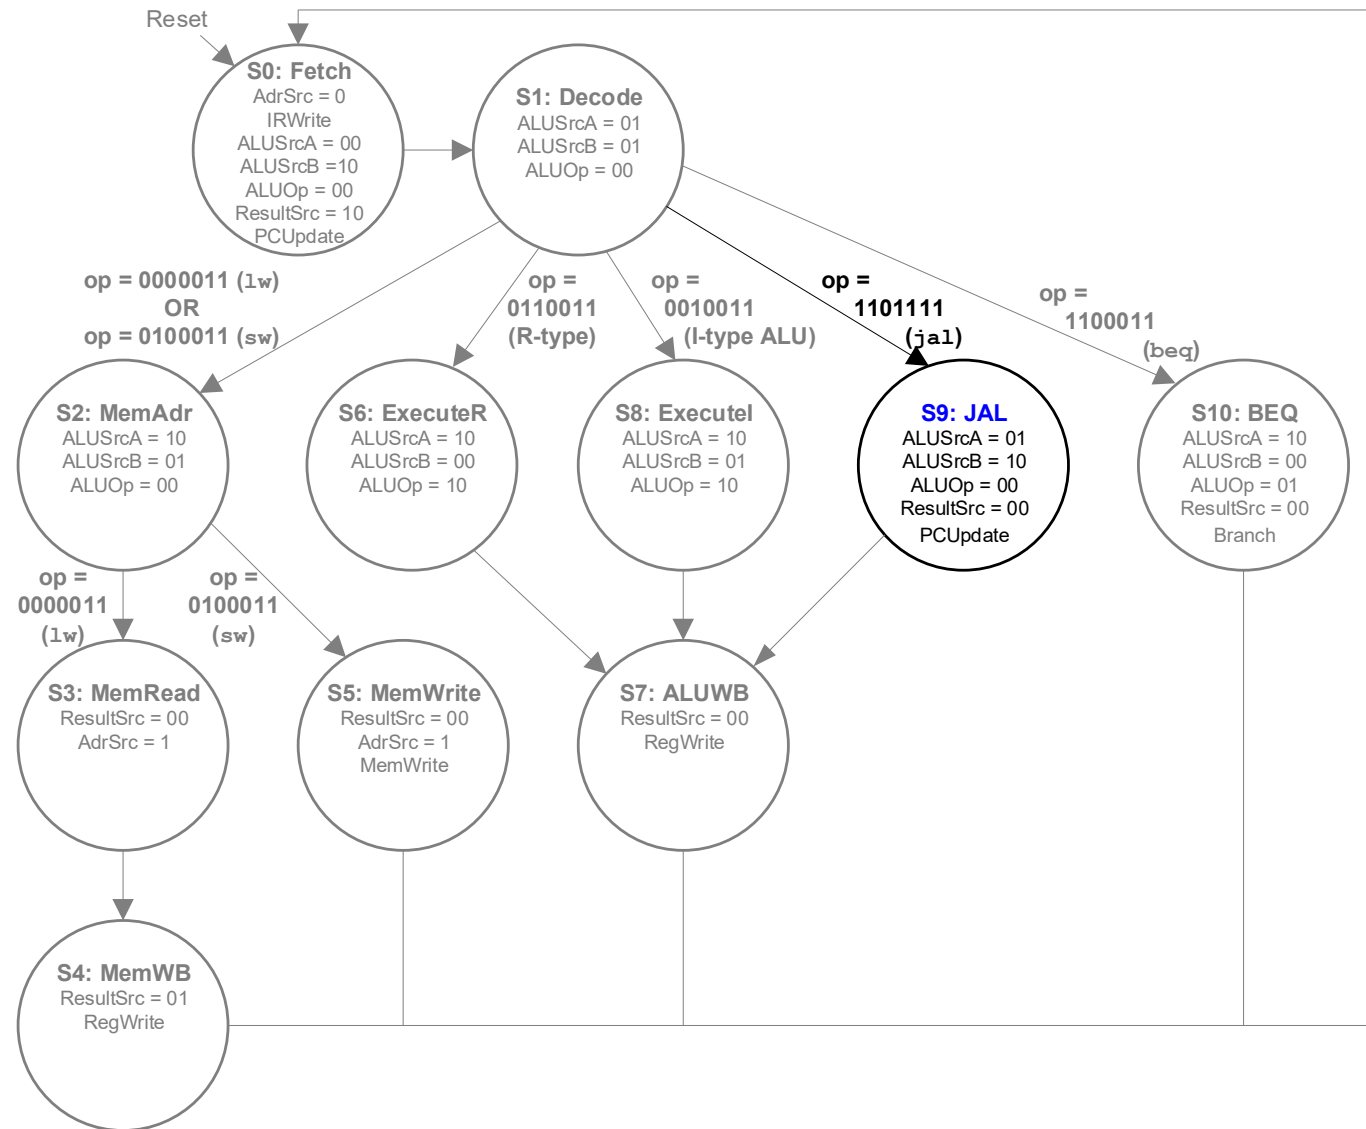 Reset
S0: Fetch
AdrSrc = 0
IRWrite
ALUSrcA = 00
ALUSrcB =10
ALUOp = 00
ResultSrc = 10
PCUpdate
S1: Decode
ALUSrcA = 01
ALUSrcB = 01
ALUOp = 00
op = 0000011 (lw)
OR
op = 0100011 (sw)
op =
0110011
(R-type)
op =
0010011
(I-type ALU)
op =
1101111
(jal)
op =
1100011
(beq)
S2: MemAdr
ALUSrcA = 10
ALUSrcB = 01
ALUOp = 00
S6: ExecuteR
ALUSrcA = 10
ALUSrcB = 00
ALUOp = 10
S8: ExecuteI
ALUSrcA = 10
ALUSrcB = 01
ALUOp = 10
S9: JAL
ALUSrcA = 01
ALUSrcB = 10
ALUOp = 00
ResultSrc = 00
PCUpdate
S10: BEQ
ALUSrcA = 10
ALUSrcB = 00
ALUOp = 01
ResultSrc = 00
Branch
op =
0000011
(lw)
op =
0100011
(sw)
S3: MemRead
ResultSrc = 00
AdrSrc = 1
S5: MemWrite
ResultSrc = 00
AdrSrc = 1
MemWrite
S7: ALUWB
ResultSrc = 00
RegWrite
S4: MemWB
ResultSrc = 01
RegWrite